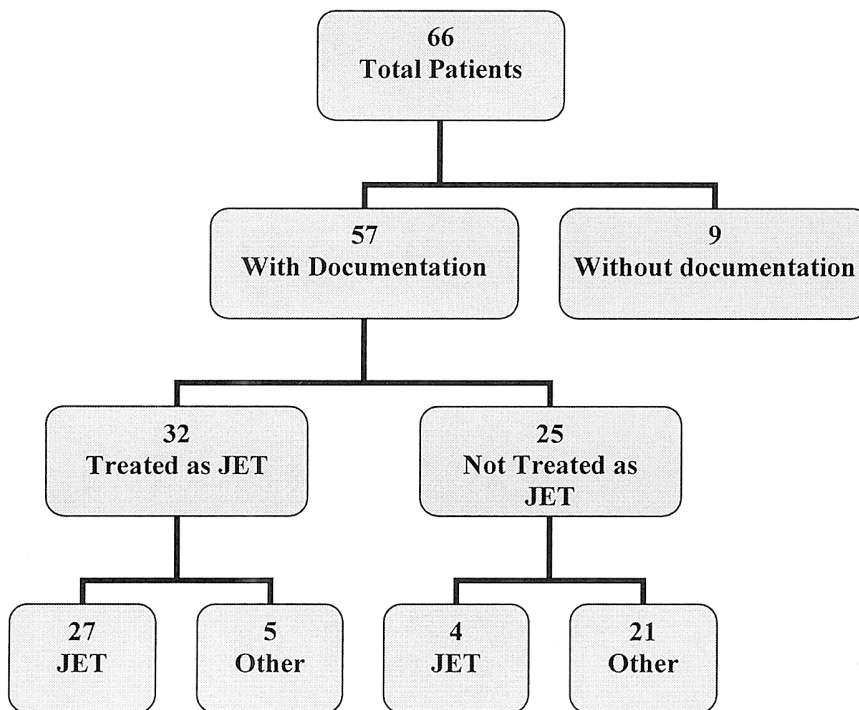 66
Total Patients
57
With Documentation
9
Without documentation
32
Treated as JET
25
Not Treated as
JET
27
JET
5
Other
4
JET
21
Other